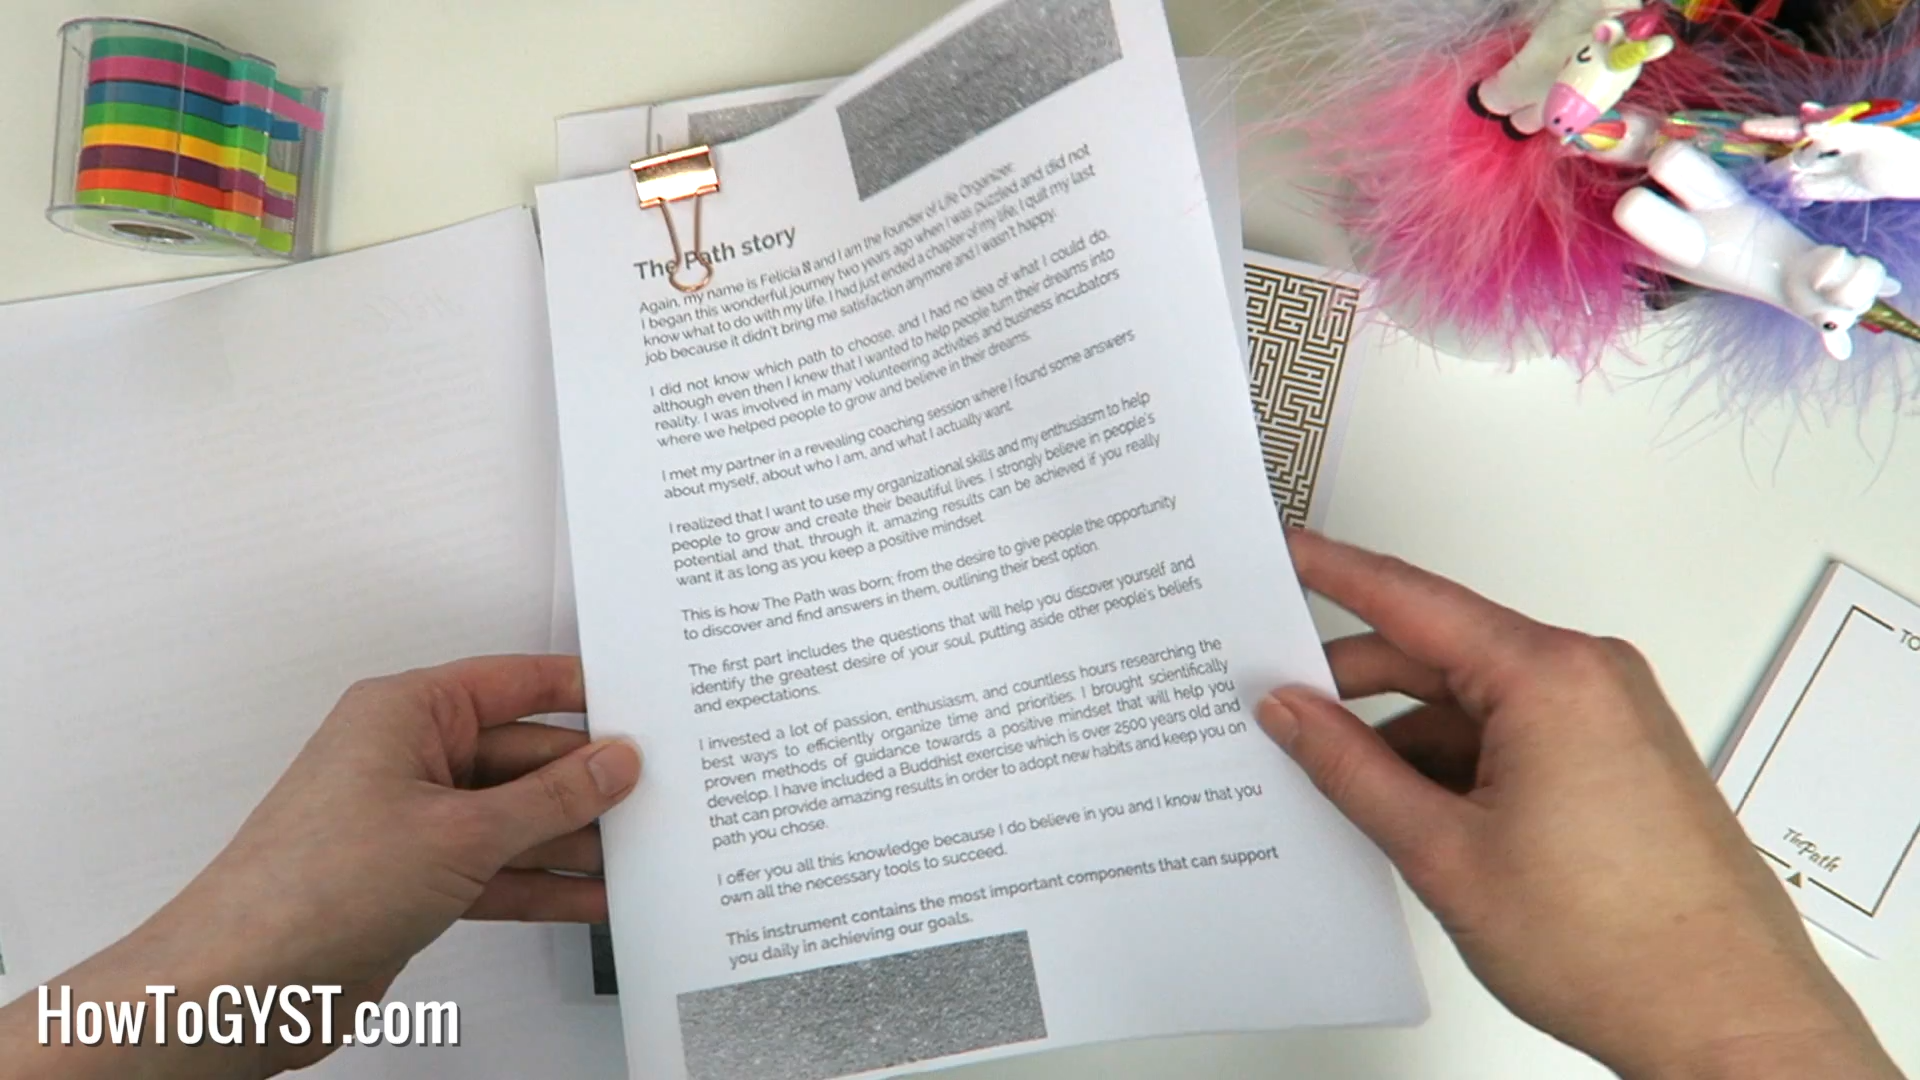 The Path story
Again, my name is Felicia 8 and I am the founder of Life Organizer.
I began this wonderful journey two years ago when I was puzzled and did not
know what to do with my life. I had just ended a chapter of my life; I quit my last
job because it didn't bring me satisfaction anymore and I wasn't happy.
I did not know which path to choose, and I had no idea of what I could do,
although even then I knew that I wanted to help people turn their dreams into
reality. I was involved in many volunteering activities and business incubators
where we helped people to grow and believe in their dreams.
I met my partner in a revealing coaching session where I found some answers
about myself, about who I am, and what I actually want.
I realized that I want to use my organizational skills and my enthusiasm to help
people to grow and create their beautiful lives. I strongly believe in people's
potential and that, through it, amazing results can be achieved if you really
want it as long as you keep a positive mindset.
This is how The Path was born; from the desire to give people the opportunity
to discover and find answers in them, outlining their best option.
The first part includes the questions that will help you discover yourself and
identify the greatest desire of your soul, putting aside other people's beliefs
and expectations.
I invested a lot of passion, enthusiasm, and countless hours researching the
best ways to efficiently organize time and priorities. I brought scientifically
proven methods of guidance towards a positive mindset that will help you
develop. I have included a Buddhist exercise which is over 2500 years old and
that can provide amazing results in order to adopt new habits and keep you on
path you chose.
I offer you all this knowledge because I do believe in you and I know that you
own all the necessary tools to succeed.
This instrument contains the most important components that can support
you daily in achieving our goals.
TO
The Path
HowToGYST.com